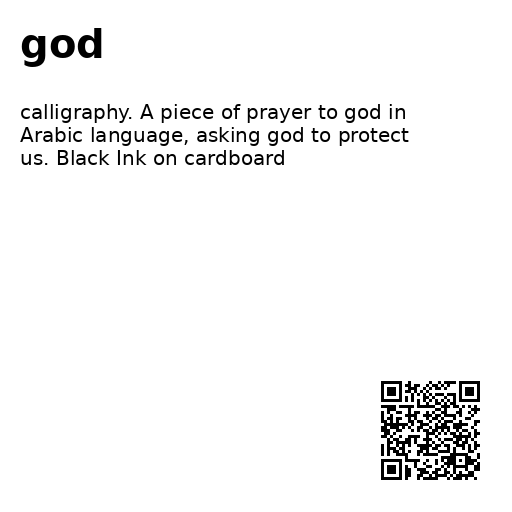 god
calligraphy. A piece of prayer to god in
Arabic language, asking god to protect
us. Black Ink on cardboard